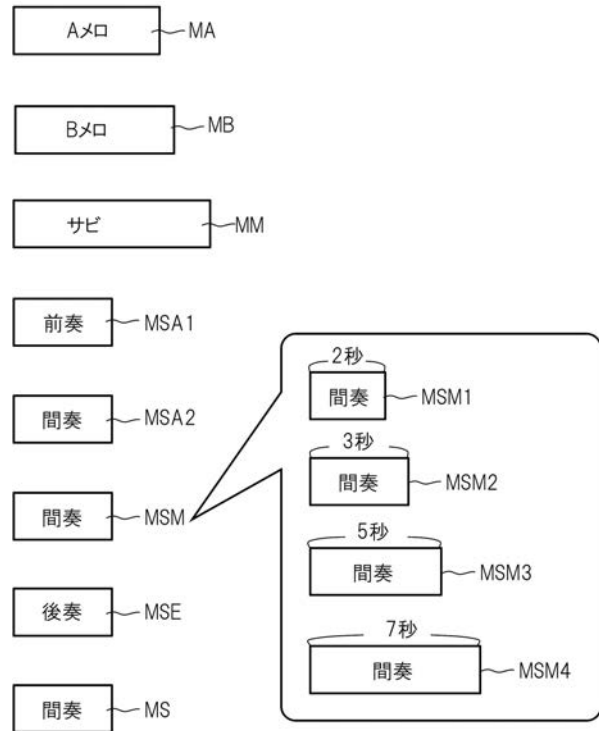 Aメロ MA
Bメロ MB
サビ MM
前奏 MSA1
間奏 MSA2
間奏 MSM
後奏 MSE
間奏 MS
2秒
間奏 MSM1
3秒
間奏 MSM2
5秒
間奏 MSM3
7秒
間奏 MSM4